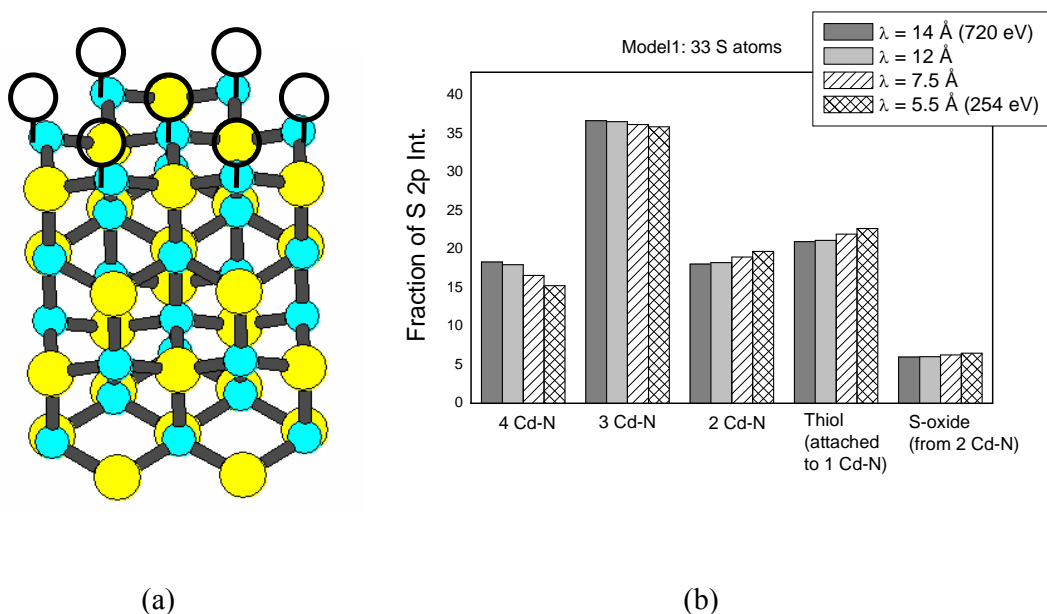 Model1: 33 S atoms
λ = 14 Å (720 eV)
λ = 12 Å
λ = 7.5 Å
λ = 5.5 Å (254 eV)
Fraction of S 2p Int.
40
35
30
25
20
15
10
5
0
4 Cd-N
3 Cd-N
2 Cd-N
Thiol
(attached
to 1 Cd-N)
S-oxide
(from 2 Cd-N)
(a)
(b)